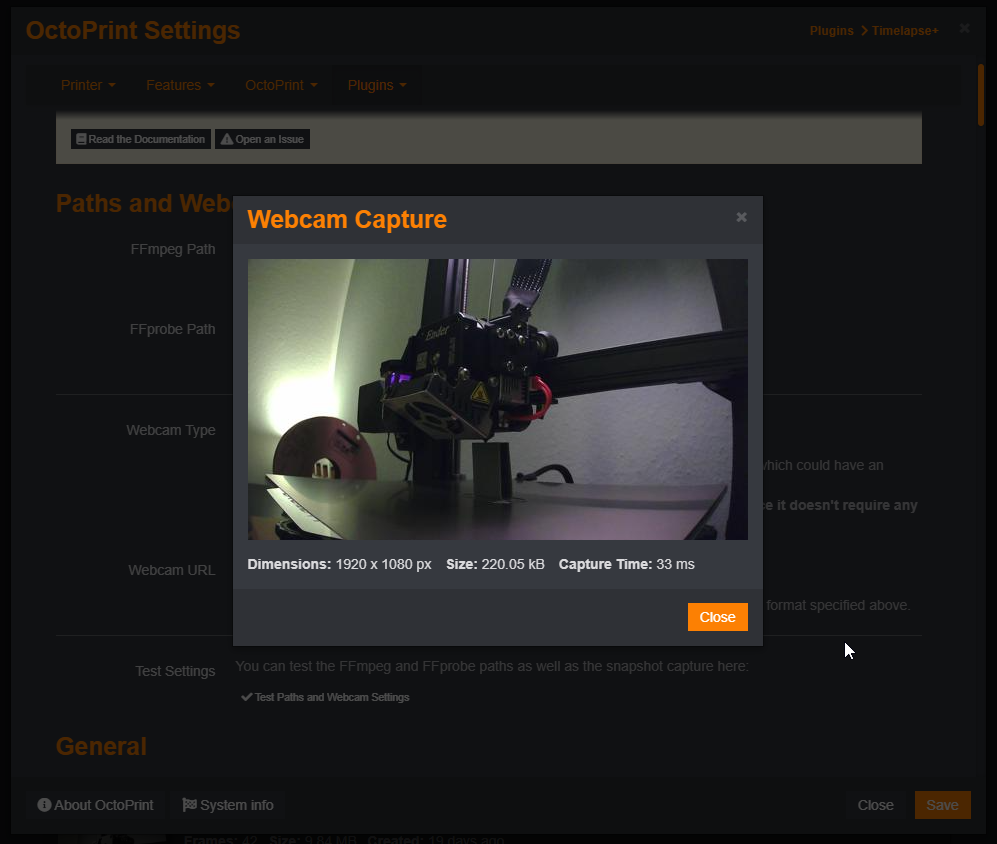 OctoPrint Settings
Plugins > Timelapse+
Printer
Features
OctoPrint
Plugins
Read the Documentation
Open an Issue
Paths and Web
FFmpeg Path
FFprobe Path
Webcam Type
which could have an
ce it doesn't require any
Webcam URL
format specified above.
Webcam Capture
Ender
Dimensions: 1920 x 1080 px Size: 220.05 kB Capture Time: 33 ms
Close
Test Settings
You can test the FFmpeg and FFprobe paths as well as the snapshot capture here:
Test Paths and Webcam Settings
General
About OctoPrint
System info
Close
Save
Frames: 42 Size: 9.84 MB Created: 19 days ago